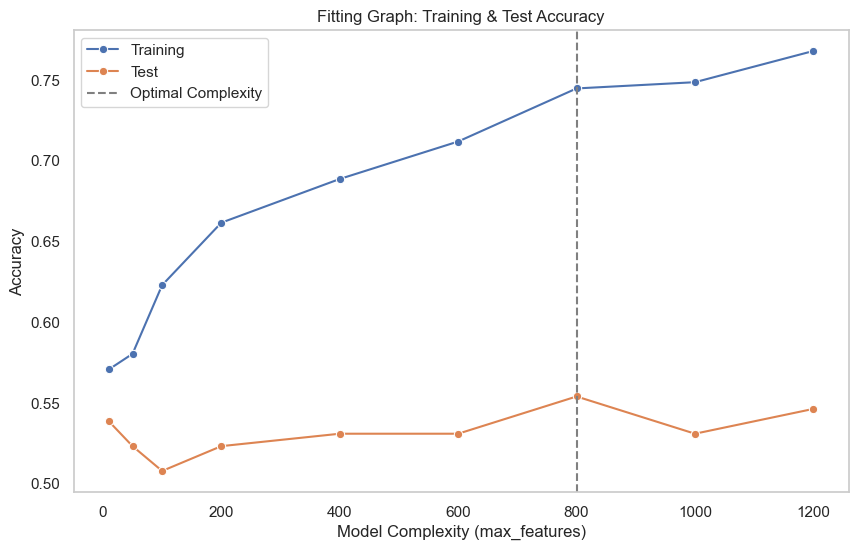 Fitting Graph: Training & Test Accuracy
Training
Test
Optimal Complexity
Accuracy
0.75
0.70
0.65
0.60
0.55
0.50
0 200 400 600 800 1000 1200
Model Complexity (max_features)